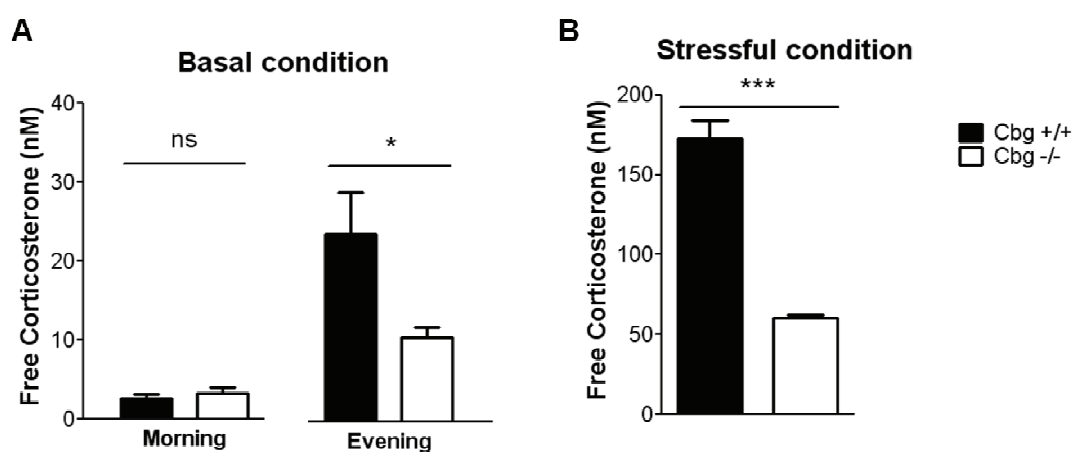 A
Basal condition
Free Corticosterone (nM)
40
30
20
10
0
ns
*
Morning
Evening
B
Stressful condition
Free Corticosterone (nM)
200
150
100
50
0
***
Cbg +/+
Cbg -/-